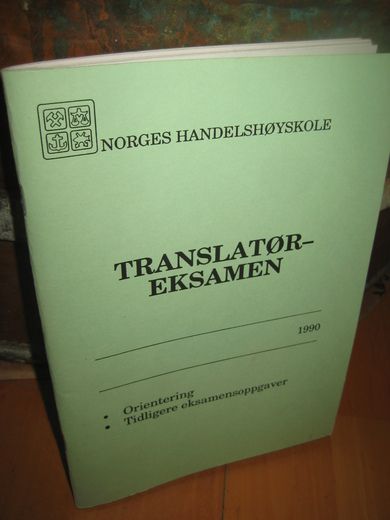 NORGES HANDELSHØYSKOLE
TRANSLATØR–
EKSAMEN
1990
• Orientering
• Tidligere eksamensoppgaver